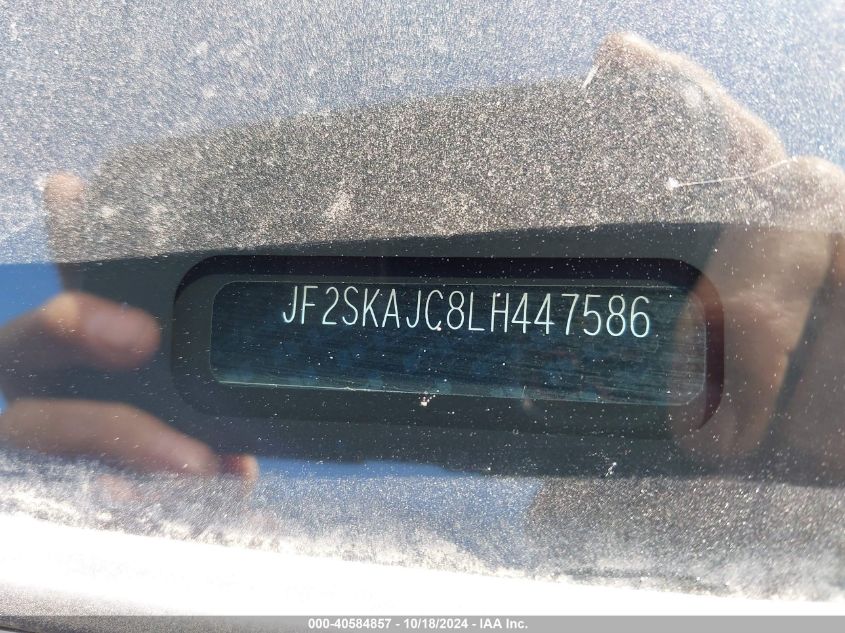 JF2SKAJC8LH447586
000-40584857 - 10/18/2024 - IAA Inc.